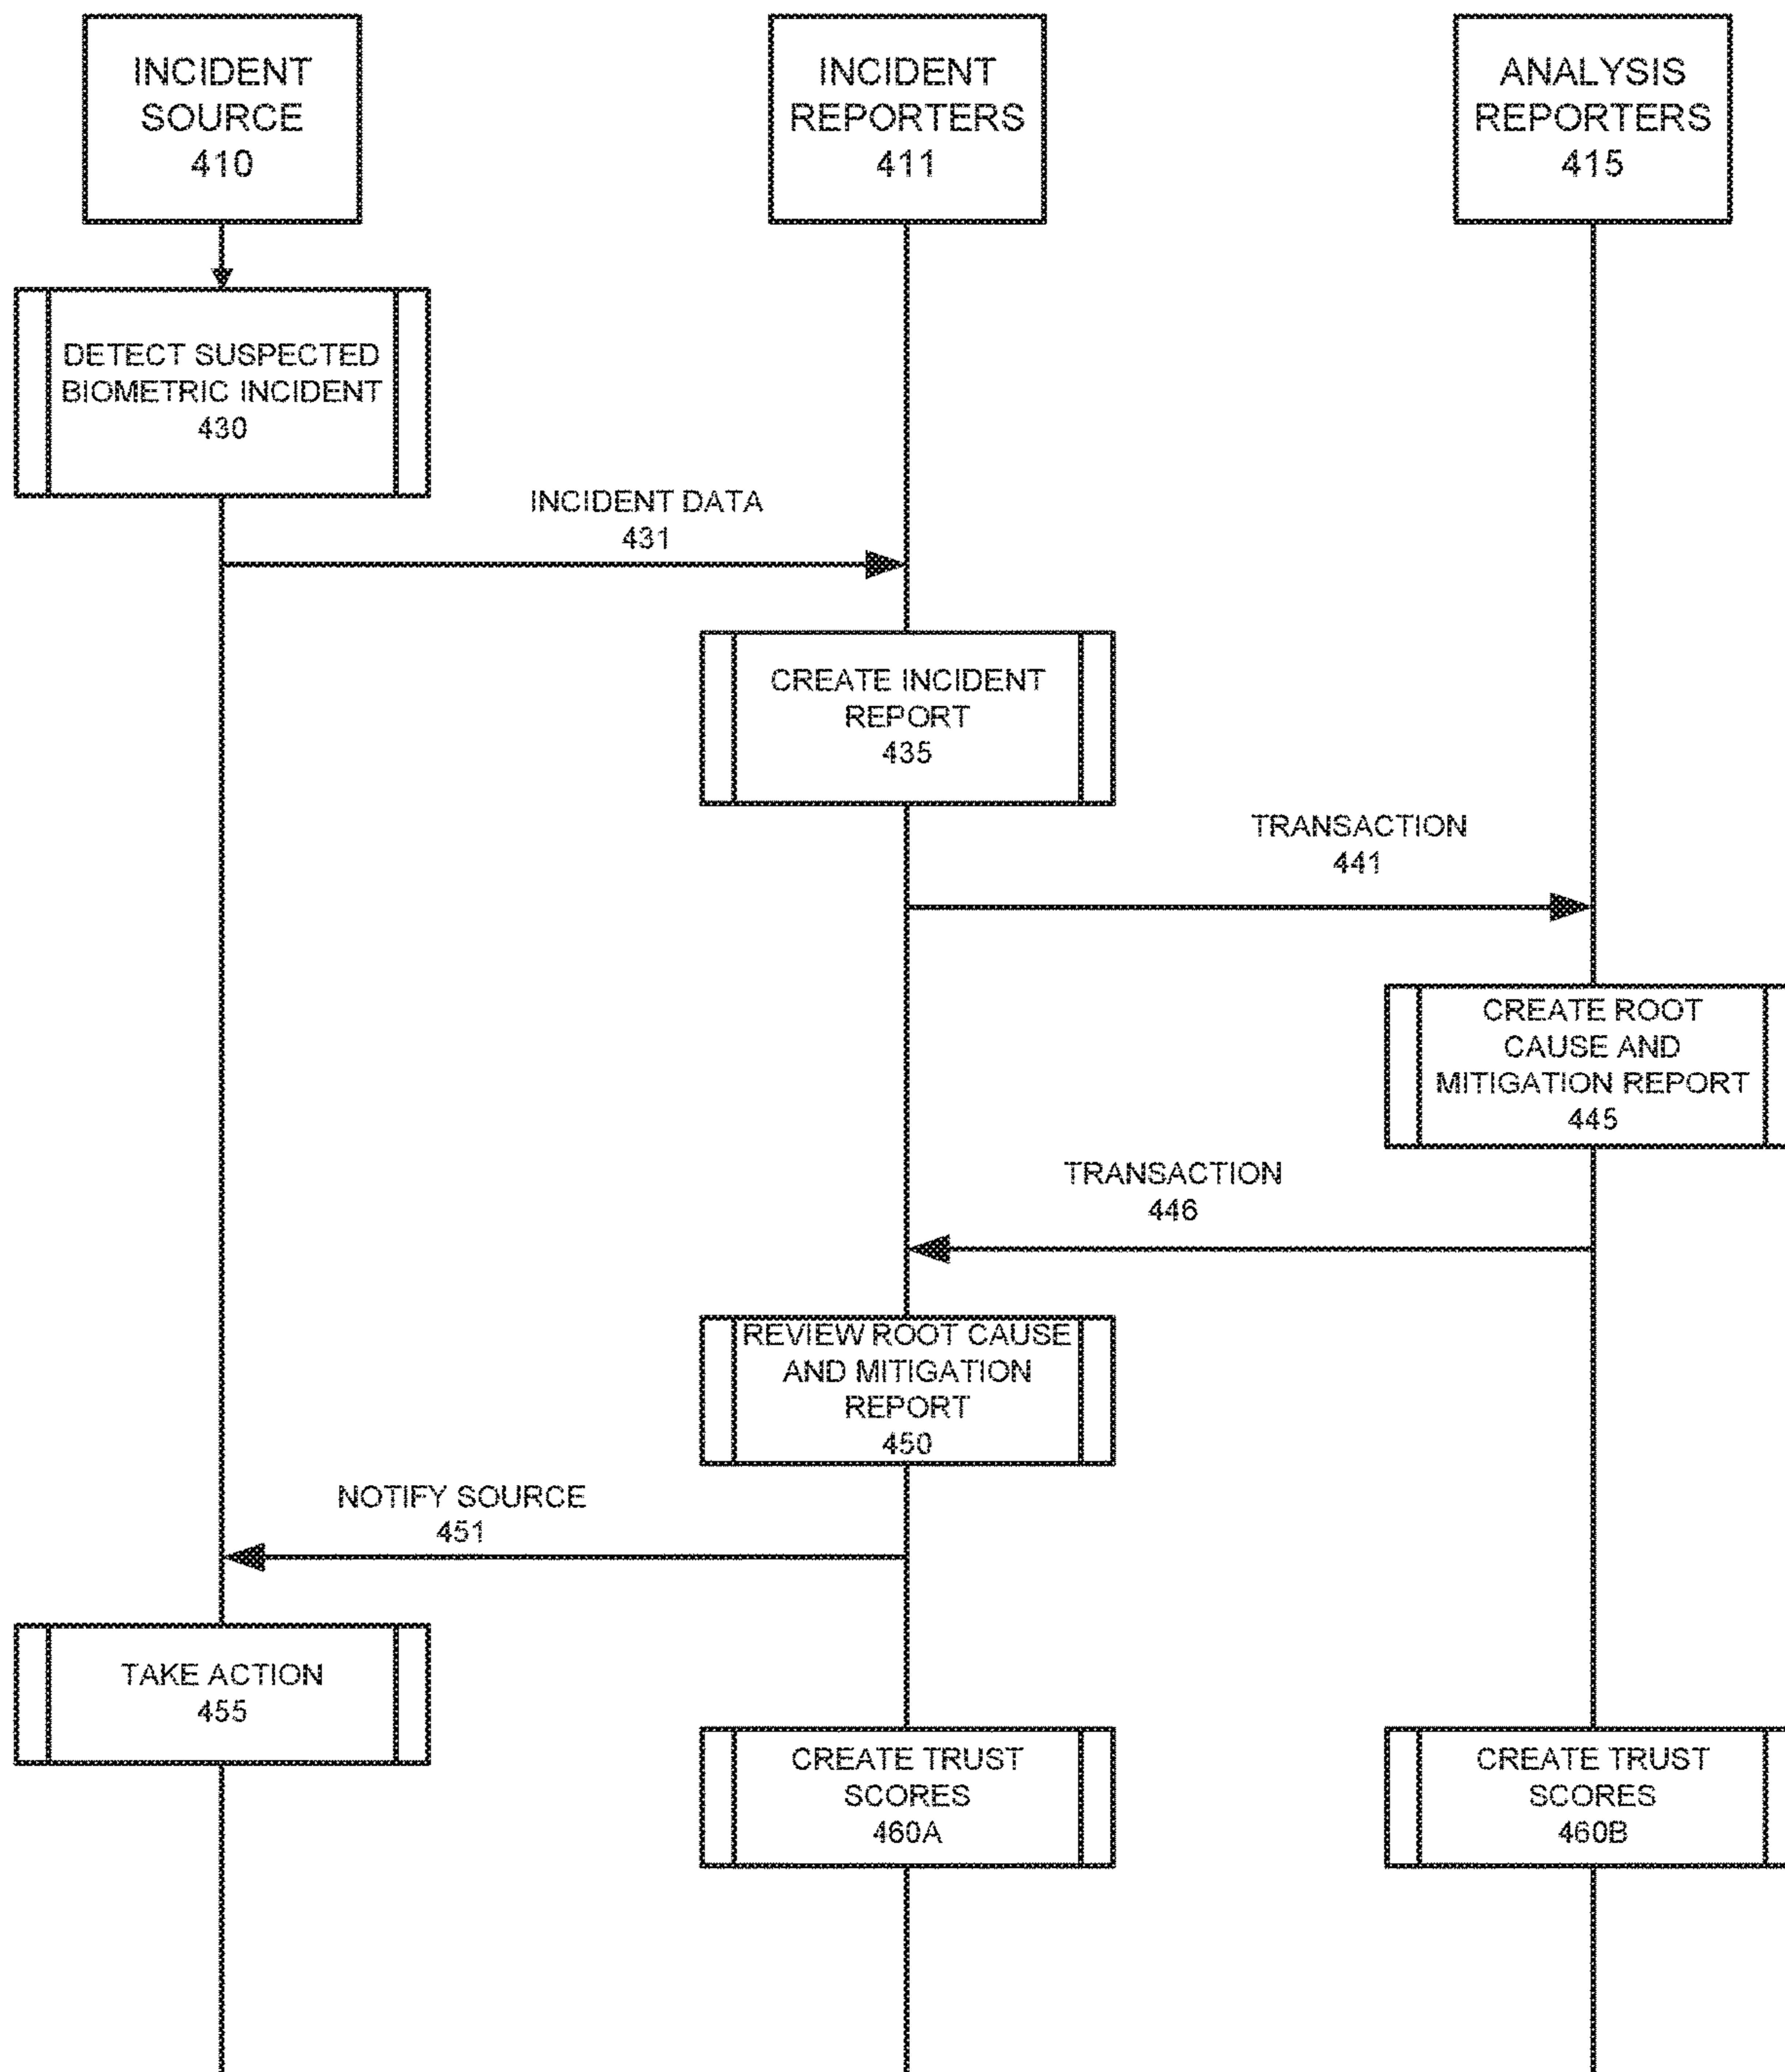 INCIDENT
SOURCE
410
INCIDENT
REPORTERS
411
ANALYSIS
REPORTERS
415
DETECT SUSPECTED
BIOMETRIC INCIDENT
430
INCIDENT DATA
431
CREATE INCIDENT
REPORT
435
TRANSACTION
441
CREATE ROOT
CAUSE AND
MITIGATION REPORT
445
TRANSACTION
446
REVIEW ROOT CAUSE
AND MITIGATION
REPORT
450
NOTIFY SOURCE
451
TAKE ACTION
455
CREATE TRUST
SCORES
460A
CREATE TRUST
SCORES
460B